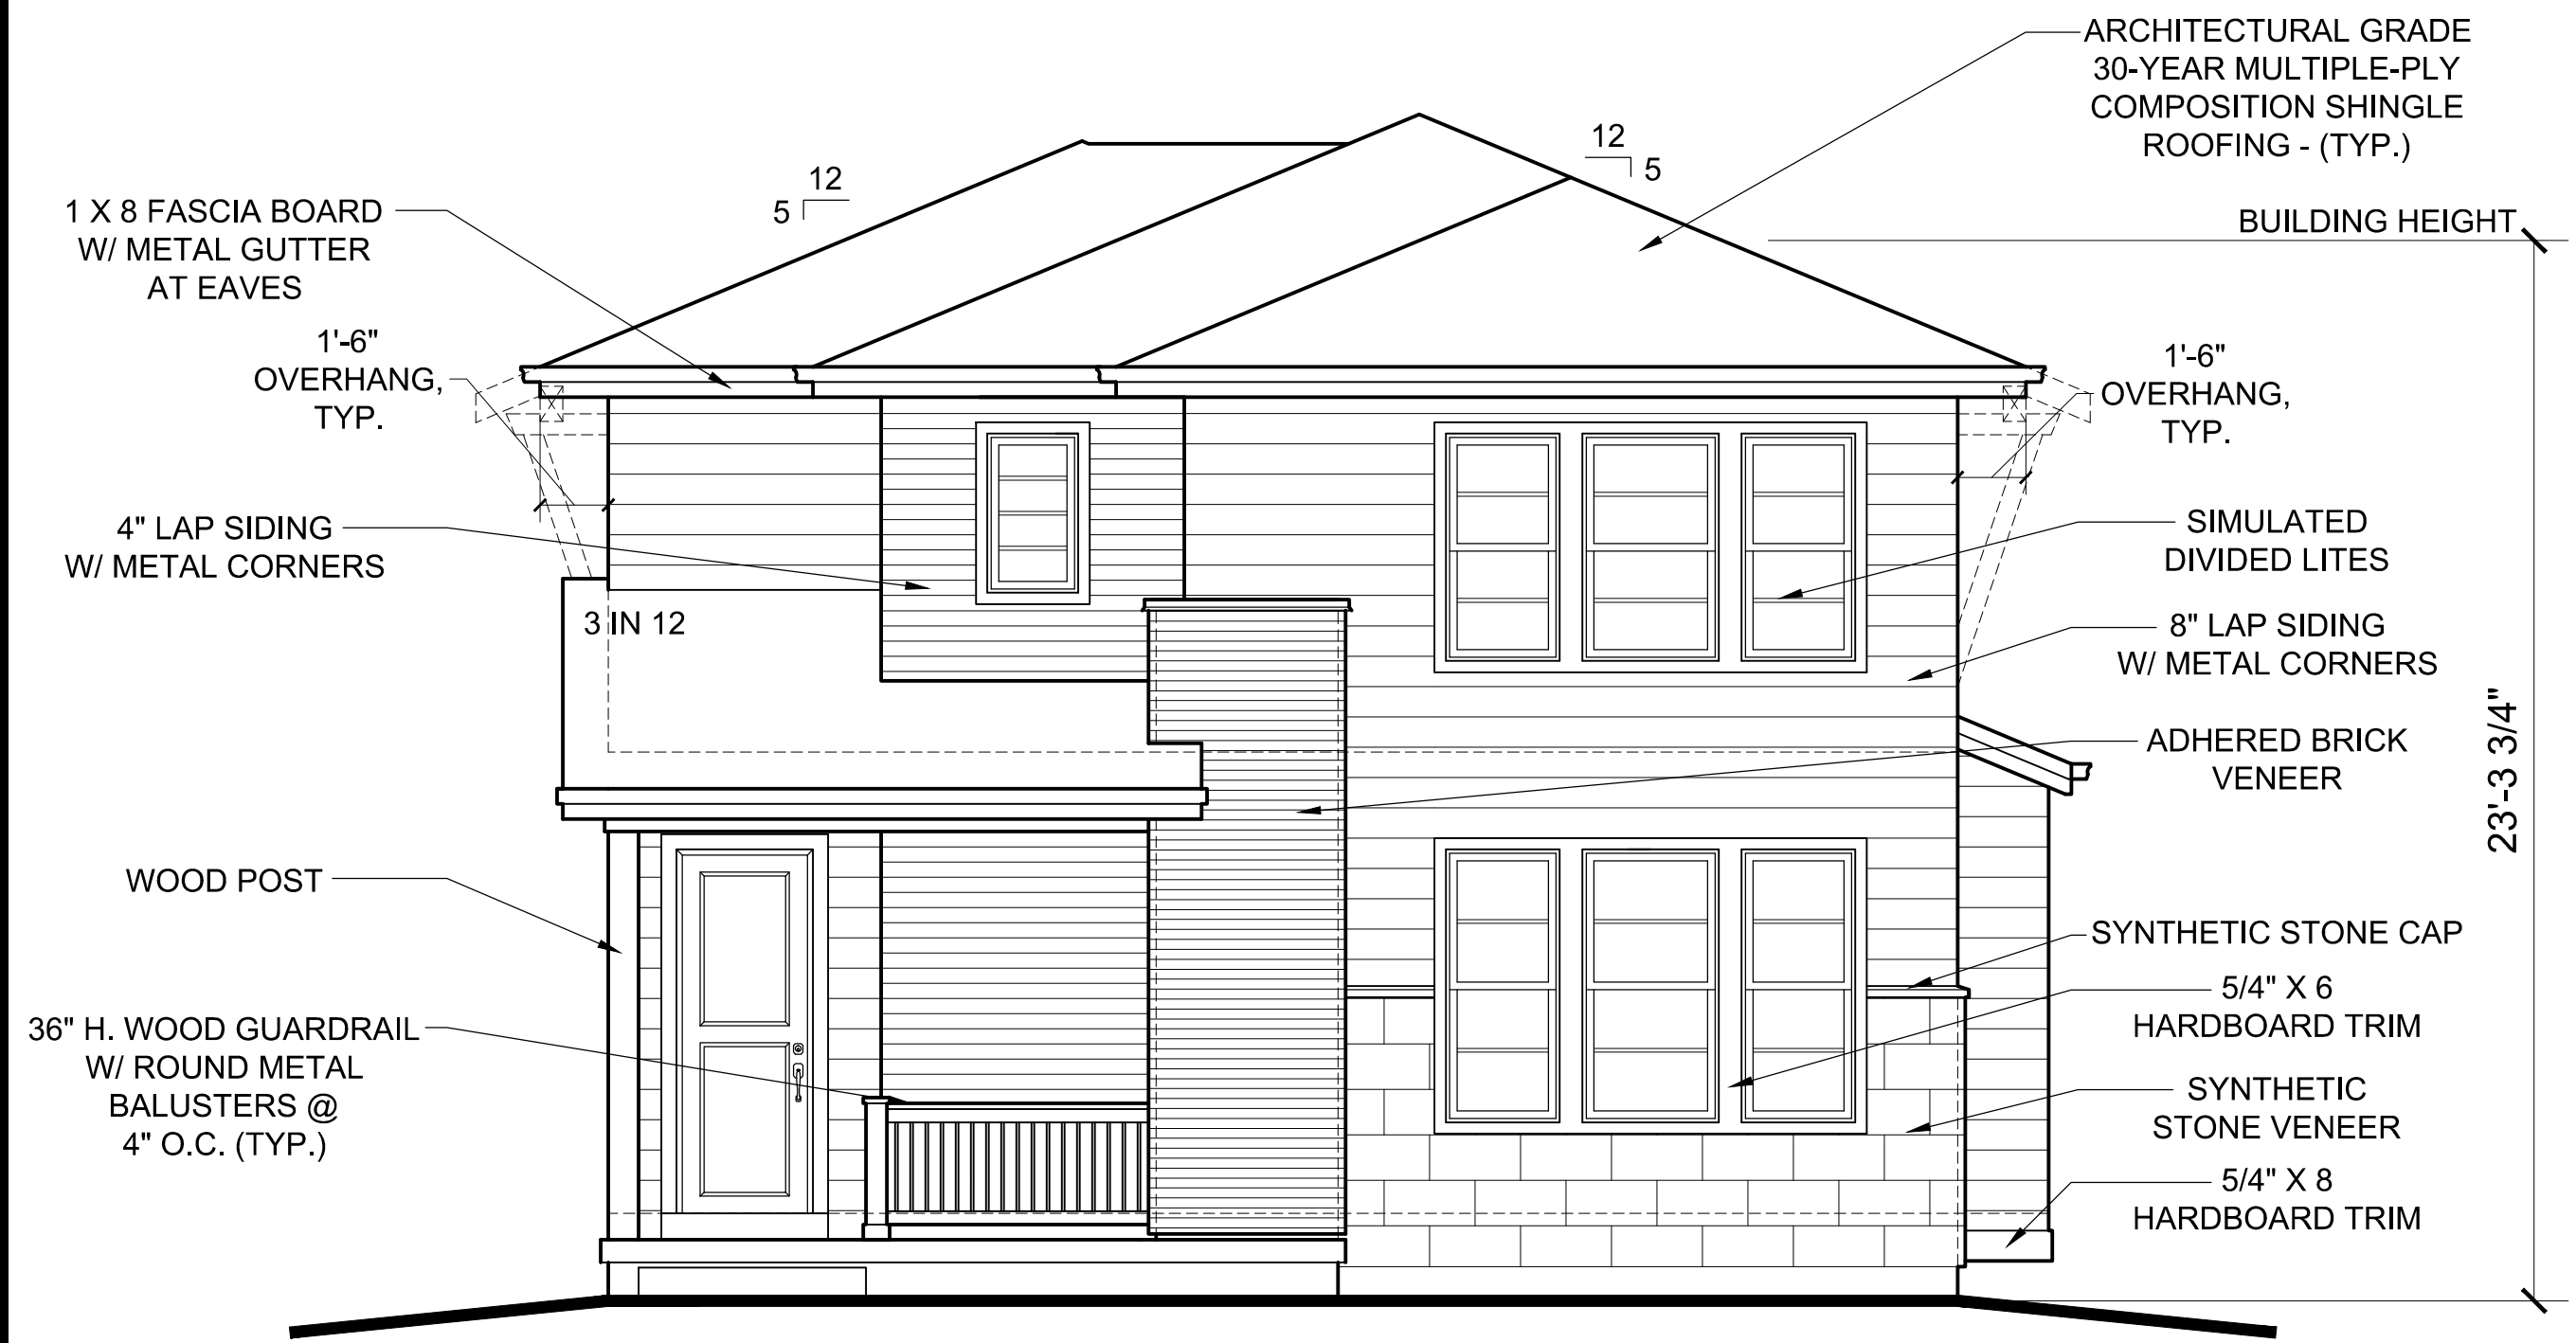 ARCHITECTURAL GRADE
30-YEAR MULTIPLE-PLY
COMPOSITION SHINGLE
ROOFING - (TYP.)
12
5
12
5
1 X 8 FASCIA BOARD
W/ METAL GUTTER
AT EAVES
BUILDING HEIGHT
1'-6"
OVERHANG,
TYP.
1'-6"
OVERHANG,
TYP.
4" LAP SIDING
W/ METAL CORNERS
SIMULATED
DIVIDED LITES
3 IN 12
8" LAP SIDING
W/ METAL CORNERS
ADHERED BRICK
VENEER
23'-3 3/4"
WOOD POST
SYNTHETIC STONE CAP
5/4" X 6
HARDBOARD TRIM
36" H. WOOD GUARDRAIL
W/ ROUND METAL
BALUSTERS @
4" O.C. (TYP.)
SYNTHETIC
STONE VENEER
5/4" X 8
HARDBOARD TRIM